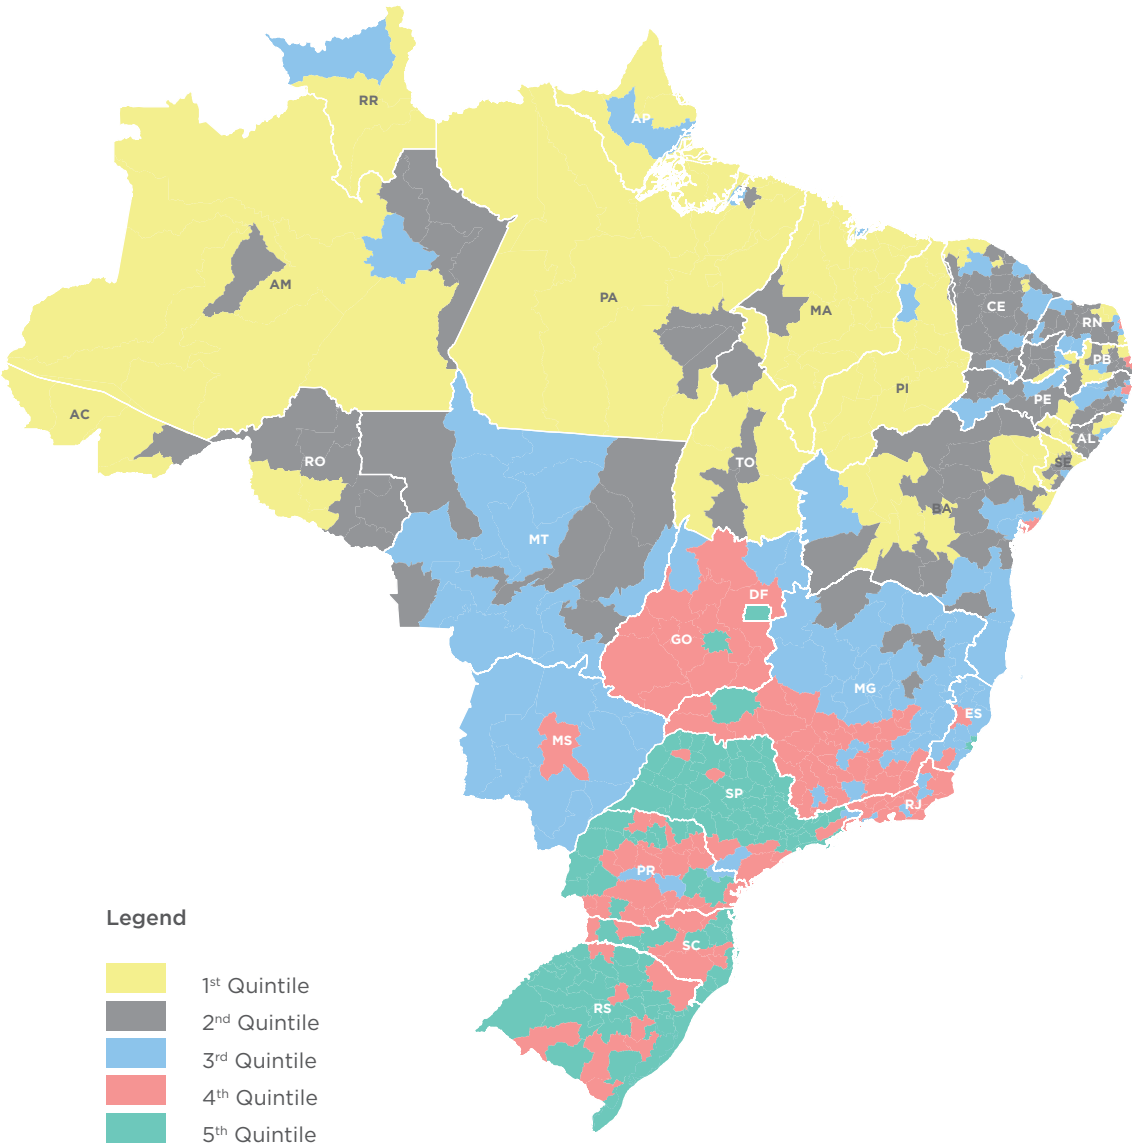 RR
AP
AM
PA
MA
CE
RN
PB
PI
PE
AC
AL
RO
TO
SE
BA
MT
DF
GO
MG
ES
MS
SP
RJ
PR
SC
RS
Legend
1st Quintile
2nd Quintile
3rd Quintile
4th Quintile
5th Quintile